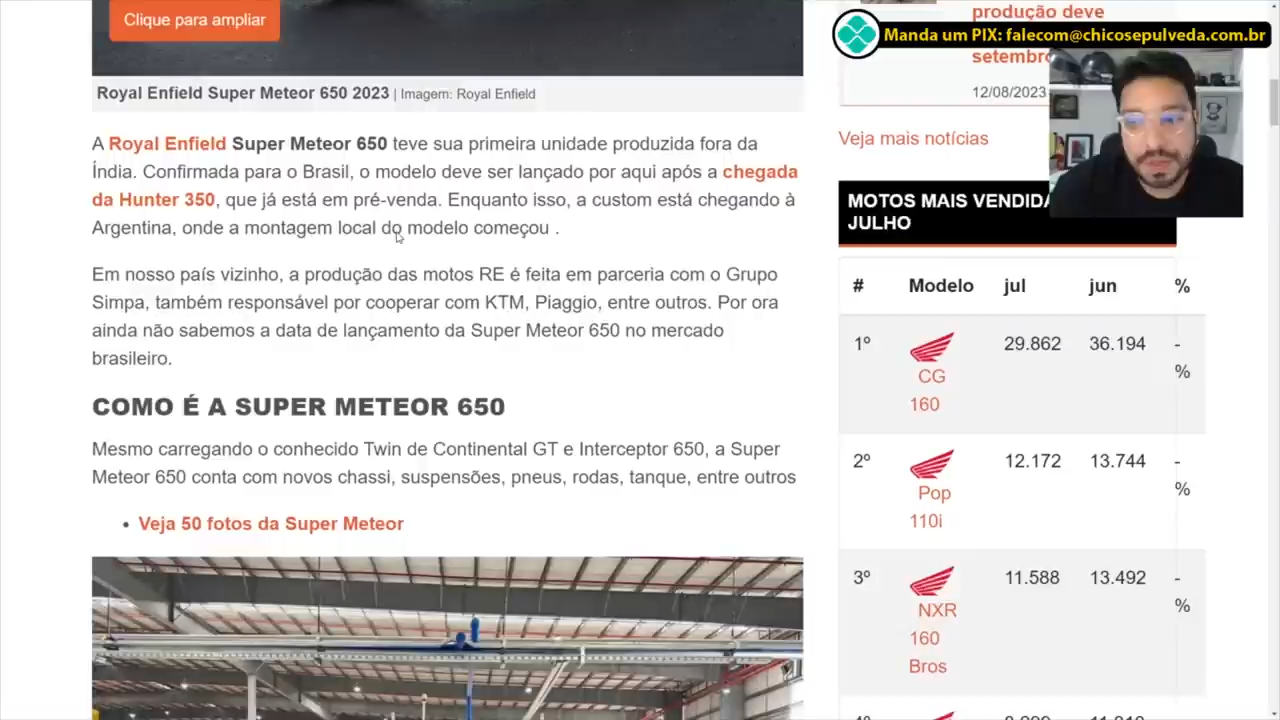 Clique para ampliar
Royal Enfield Super Meteor 650 2023 | Imagem: Royal Enfield
A Royal Enfield Super Meteor 650 teve sua primeira unidade produzida fora da
Índia. Confirmada para o Brasil, o modelo deve ser lançado por aqui após a chegada
da Hunter 350, que já está em pré-venda. Enquanto isso, a custom está chegando à
Argentina, onde a montagem local do modelo começou .
Em nosso país vizinho, a produção das motos RE é feita em parceria com o Grupo
Simpa, também responsável por cooperar com KTM, Piaggio, entre outros. Por ora
ainda não sabemos a data de lançamento da Super Meteor 650 no mercado
brasileiro.
COMO É A SUPER METEOR 650
Mesmo carregando o conhecido Twin de Continental GT e Interceptor 650, a Super
Meteor 650 conta com novos chassi, suspensões, pneus, rodas, tanque, entre outros
• Veja 50 fotos da Super Meteor
produção deve
Manda um PIX: falecom@chicosepulveda.com.br
setembro
12/08/2023
Veja mais notícias
MOTOS MAIS VENDIDA
JULHO
# Modelo jul jun %
1º 29.862 36.194 -
CG %
160
2º 12.172 13.744 -
Pop %
110i
3º 11.588 13.492 -
NXR %
160
Bros